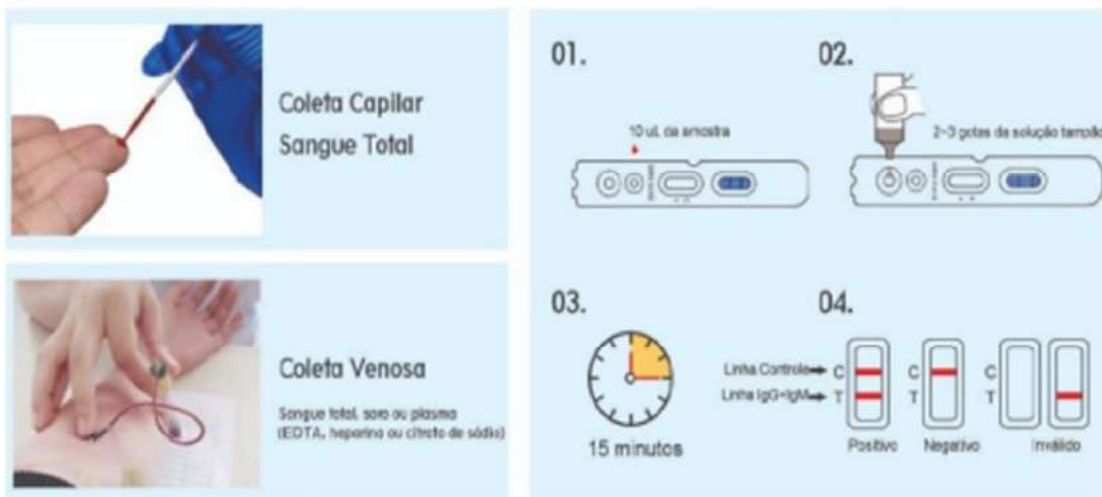 Coleta Capilar
Sangue Total
Coleta Venosa
Sangue total, soro ou plasma
(EDTA, heparina ou citrato de sódio)
01.
10 uL da amostra
02.
2~3 gotas da solução tampão
03.
15 minutos
04.
Linha Controle C C C
Linha IgG+IgM T T T
Positivo Negativo Inválido